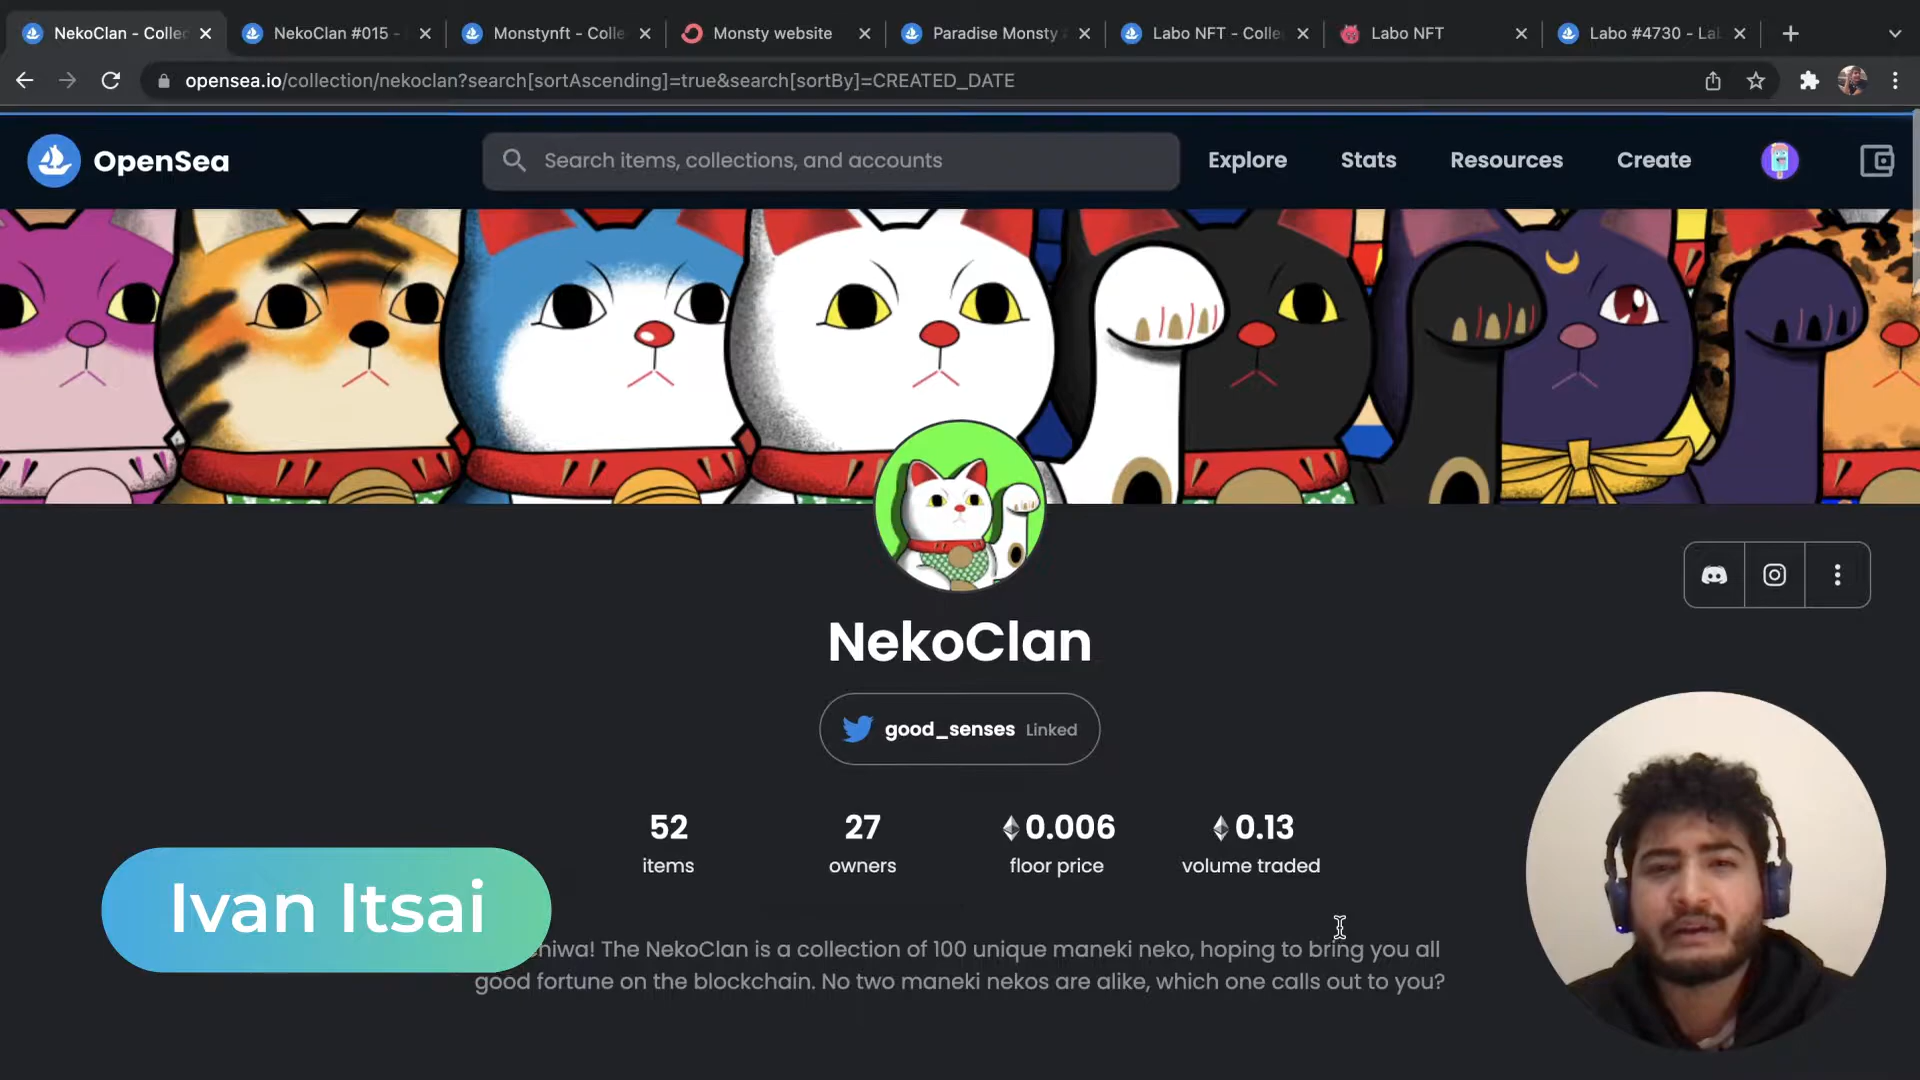 NekoClan - Collec
NekoClan #015 -
Monstynft - Colle
Monsty website
Paradise Monsty
Labo NFT - Colle
Labo NFT
Labo #4730 - La
opensea.io/collection/nekoclan?search[sortAscending]=true&search[sortBy]=CREATED_DATE
OpenSea
Search items, collections, and accounts
Explore
Stats
Resources
Create
NekoClan
good_senses Linked
52
items
27
owners
0.006
floor price
0.13
volume traded
Ivan Itsai
hiwa! The NekoClan is a collection of 100 unique maneki neko, hoping to bring you all
good fortune on the blockchain. No two maneki nekos are alike, which one calls out to you?